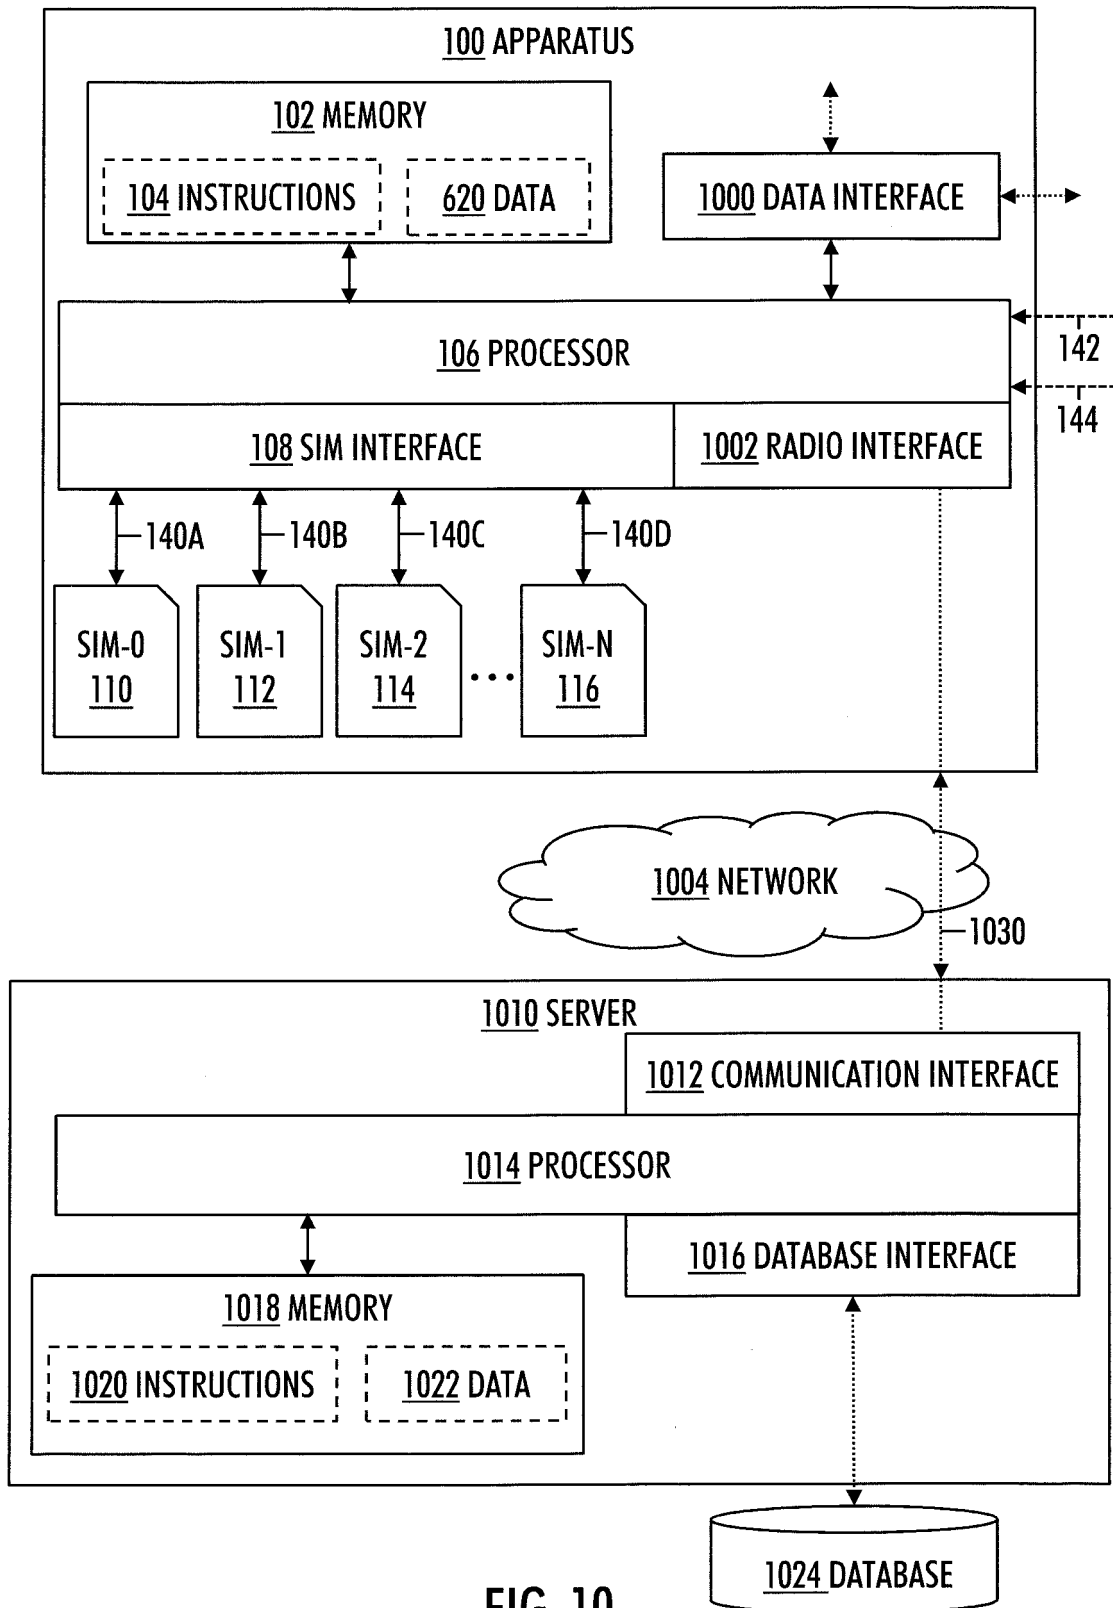 100 APPARATUS
102 MEMORY
104 INSTRUCTIONS
620 DATA
1000 DATA INTERFACE
106 PROCESSOR
142
144
108 SIM INTERFACE
1002 RADIO INTERFACE
140A
140B
140C
140D
SIM-0
110
SIM-1
112
SIM-2
114
...
SIM-N
116
1004 NETWORK
1030
1010 SERVER
1012 COMMUNICATION INTERFACE
1014 PROCESSOR
1016 DATABASE INTERFACE
1018 MEMORY
1020 INSTRUCTIONS
1022 DATA
1024 DATABASE
FIG. 10